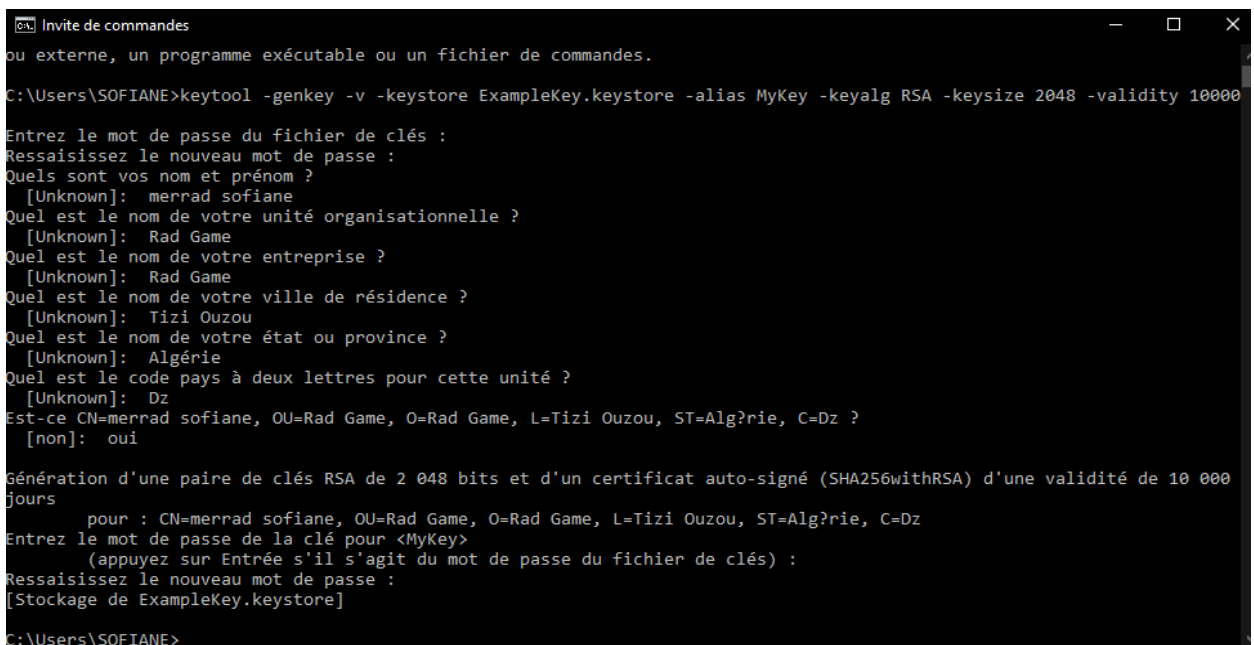 Invite de commandes
ou externe, un programme exécutable ou un fichier de commandes.
C:\Users\SOFIANE>keytool -genkey -v -keystore ExampleKey.keystore -alias MyKey -keyalg RSA -keysize 2048 -validity 10000
Entrez le mot de passe du fichier de clés :
Ressaisissez le nouveau mot de passe :
Quels sont vos nom et prénom ?
[Unknown]:  merrad sofiane
Quel est le nom de votre unité organisationnelle ?
[Unknown]:  Rad Game
Quel est le nom de votre entreprise ?
[Unknown]:  Rad Game
Quel est le nom de votre ville de résidence ?
[Unknown]:  Tizi Ouzou
Quel est le nom de votre état ou province ?
[Unknown]:  Algérie
Quel est le code pays à deux lettres pour cette unité ?
[Unknown]:  Dz
Est-ce CN=merrad sofiane, OU=Rad Game, O=Rad Game, L=Tizi Ouzou, ST=Alg?rie, C=Dz ?
[non]:  oui
Génération d'une paire de clés RSA de 2 048 bits et d'un certificat auto-signé (SHA256withRSA) d'une validité de 10 000
jours
pour : CN=merrad sofiane, OU=Rad Game, O=Rad Game, L=Tizi Ouzou, ST=Alg?rie, C=Dz
Entrez le mot de passe de la clé pour <MyKey>
(appuyez sur Entrée s'il s'agit du mot de passe du fichier de clés) :
Ressaisissez le nouveau mot de passe :
[Stockage de ExampleKey.keystore]
C:\Users\SOFIANE>